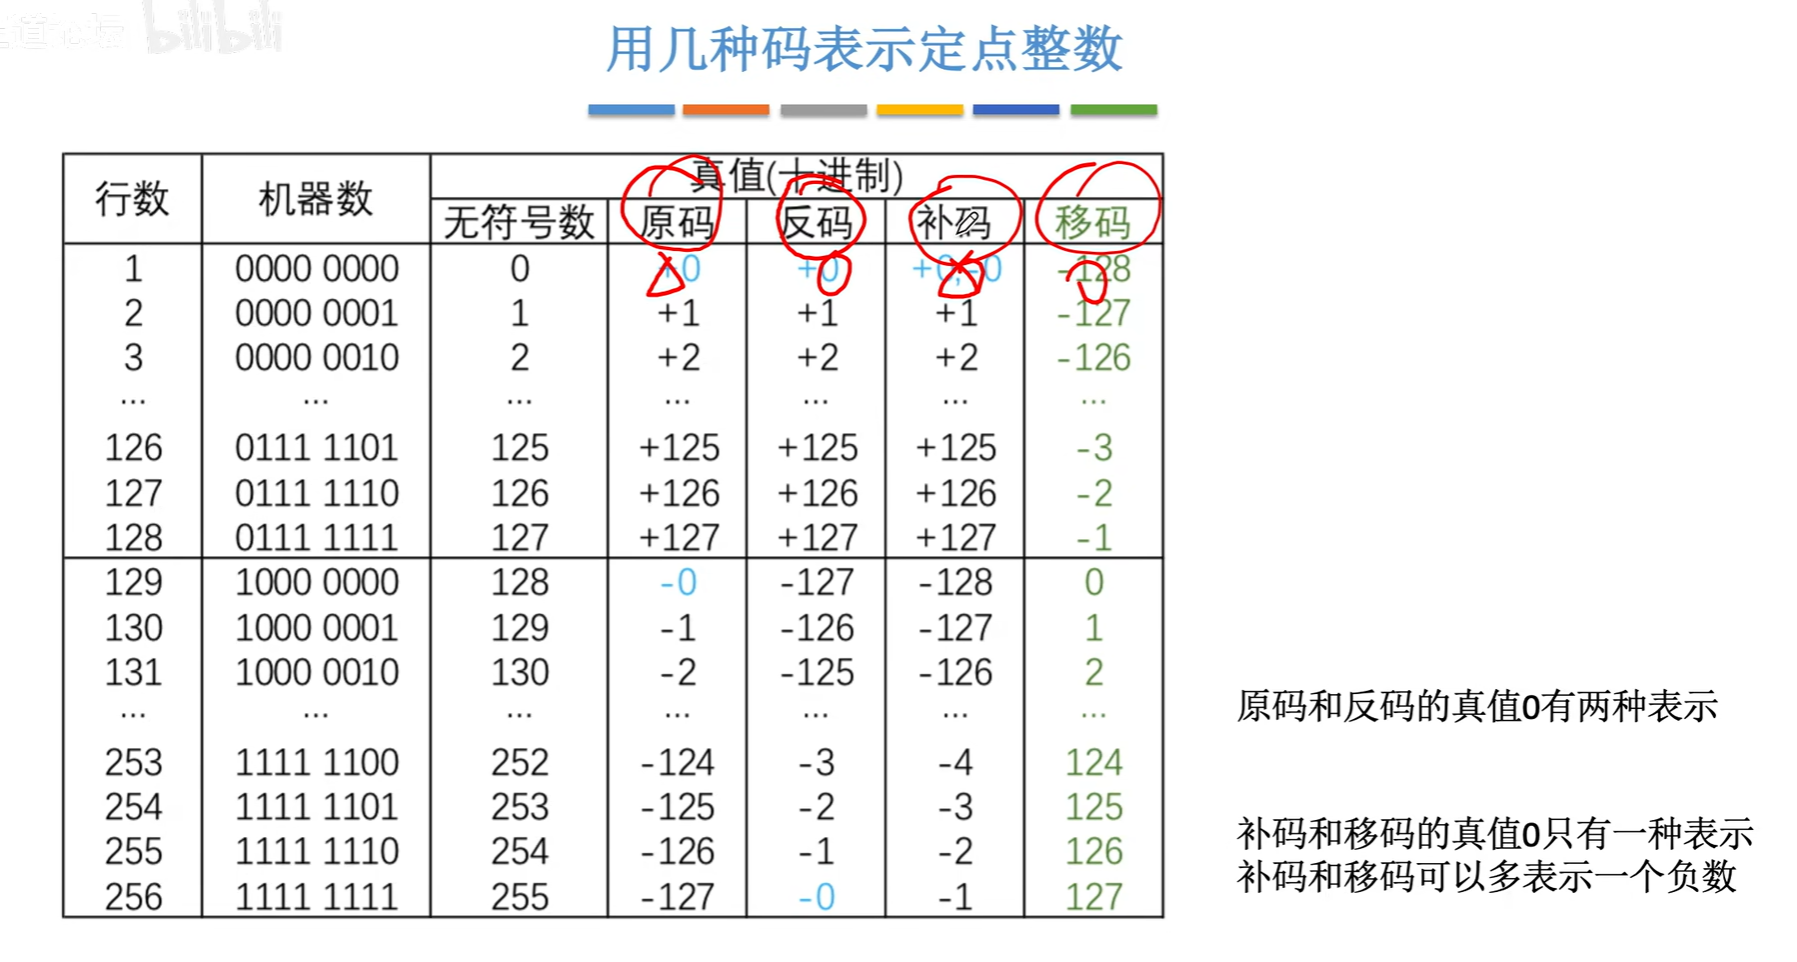 道论坛 bilibili
用几种码表示定点整数
行数 机器数 真值(十进制)
无符号数 原码 反码 补码 移码
1 0000 0000 0 +0 +0 +0,-0 -128
2 0000 0001 1 +1 +1 +1 -127
3 0000 0010 2 +2 +2 +2 -126
... ... ... ... ... ... ...
126 0111 1101 125 +125 +125 +125 -3
127 0111 1110 126 +126 +126 +126 -2
128 0111 1111 127 +127 +127 +127 -1
129 1000 0000 128 -0 -127 -128 0
130 1000 0001 129 -1 -126 -127 1
131 1000 0010 130 -2 -125 -126 2
... ... ... ... ... ... ...
253 1111 1100 252 -124 -3 -4 124
254 1111 1101 253 -125 -2 -3 125
255 1111 1110 254 -126 -1 -2 126
256 1111 1111 255 -127 -0 -1 127
原码和反码的真值0有两种表示
补码和移码的真值0只有一种表示
补码和移码可以多表示一个负数